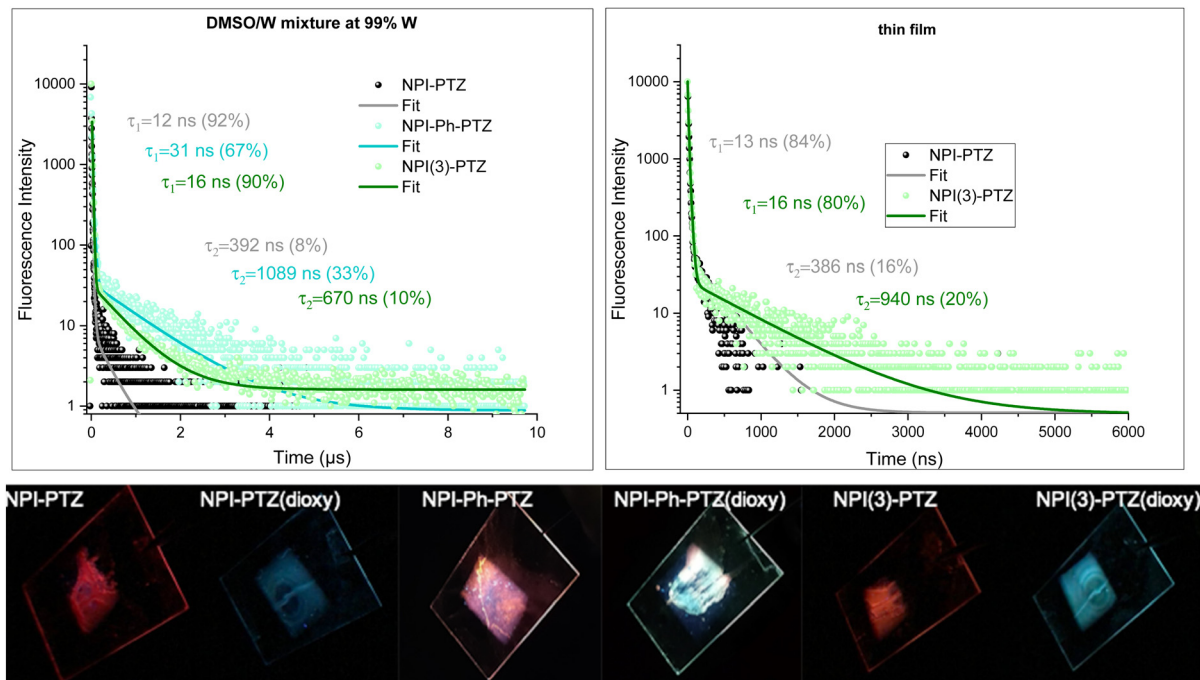 DMSO/W mixture at 99% W
10000
1000
100
10
1
Fluorescence Intensity
NPI-PTZ
Fit
NPI-Ph-PTZ
Fit
NPI(3)-PTZ
Fit
τ1=12 ns (92%)
τ1=31 ns (67%)
τ1=16 ns (90%)
τ2=392 ns (8%)
τ2=1089 ns (33%)
τ2=670 ns (10%)
0 2 4 6 8 10
Time (µs)
thin film
10000
1000
100
10
1
Fluorescence Intensity
τ1=13 ns (84%)
NPI-PTZ
Fit
NPI(3)-PTZ
Fit
τ1=16 ns (80%)
τ2=386 ns (16%)
τ2=940 ns (20%)
0 1000 2000 3000 4000 5000 6000
Time (ns)
NPI-PTZ NPI-PTZ(dioxy) NPI-Ph-PTZ NPI-Ph-PTZ(dioxy) NPI(3)-PTZ NPI(3)-PTZ(dioxy)